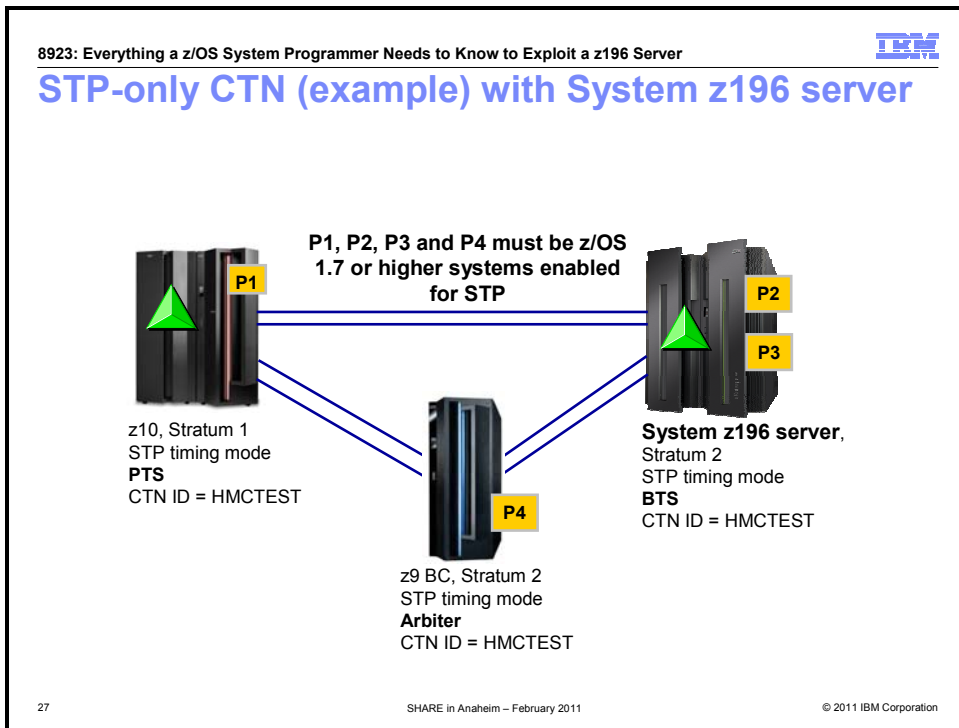 8923: Everything a z/OS System Programmer Needs to Know to Exploit a z196 Server
IBM
STP-only CTN (example) with System z196 server
P1, P2, P3 and P4 must be z/OS
1.7 or higher systems enabled
for STP
P1
P2
P3
z10, Stratum 1
STP timing mode
PTS
CTN ID = HMCTEST
System z196 server,
Stratum 2
STP timing mode
BTS
CTN ID = HMCTEST
P4
z9 BC, Stratum 2
STP timing mode
Arbiter
CTN ID = HMCTEST
27
SHARE in Anaheim – February 2011
© 2011 IBM Corporation